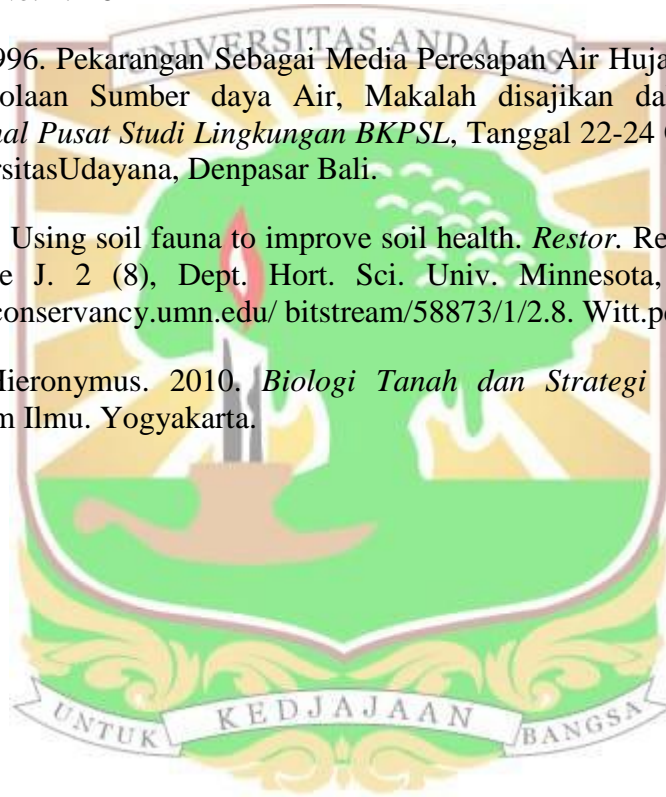 UNIVERSITAS ANDALAS
996. Pekarangan Sebagai Media Peresapan Air Huja
olaan Sumber daya Air, Makalah disajikan da
nal Pusat Studi Lingkungan BKPSL, Tanggal 22-24
rsitasUdayana, Denpasar Bali.
Using soil fauna to improve soil health. Restor. Re
e J. 2 (8), Dept. Hort. Sci. Univ. Minnesota,
conservancy.umn.edu/ bitstream/58873/1/2.8. Witt.p
Hieronymus. 2010. Biologi Tanah dan Strategi
m Ilmu. Yogyakarta.
UNTUK KEDJAJAAN BANGSA